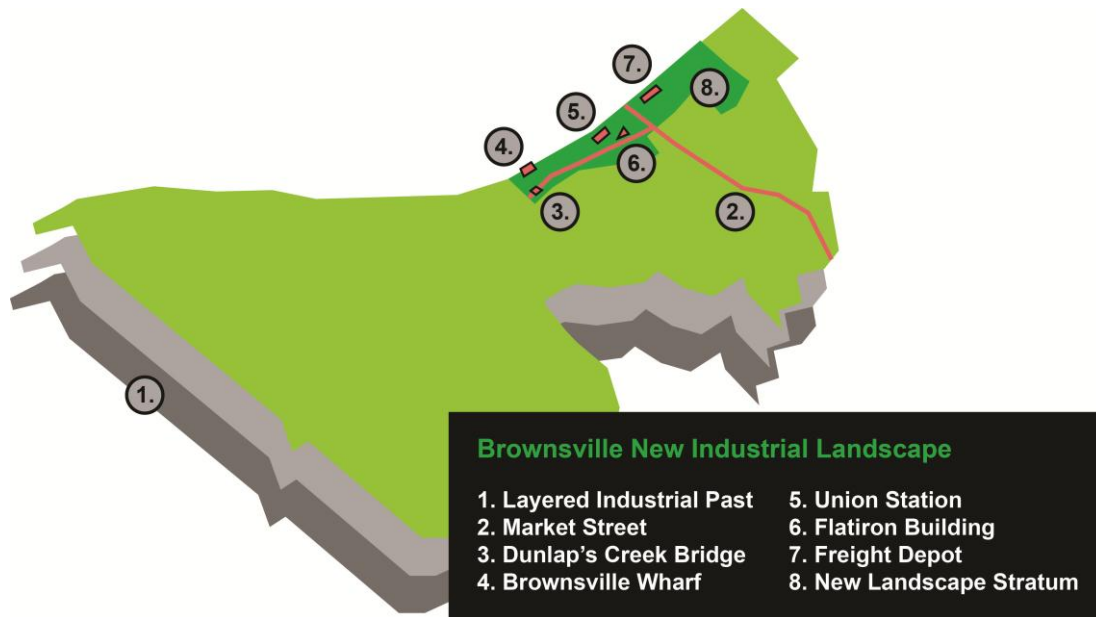 7.
8.
5.
4.
6.
3.
2.
1.
Brownsville New Industrial Landscape
1. Layered Industrial Past
2. Market Street
3. Dunlap's Creek Bridge
4. Brownsville Wharf
5. Union Station
6. Flatiron Building
7. Freight Depot
8. New Landscape Stratum